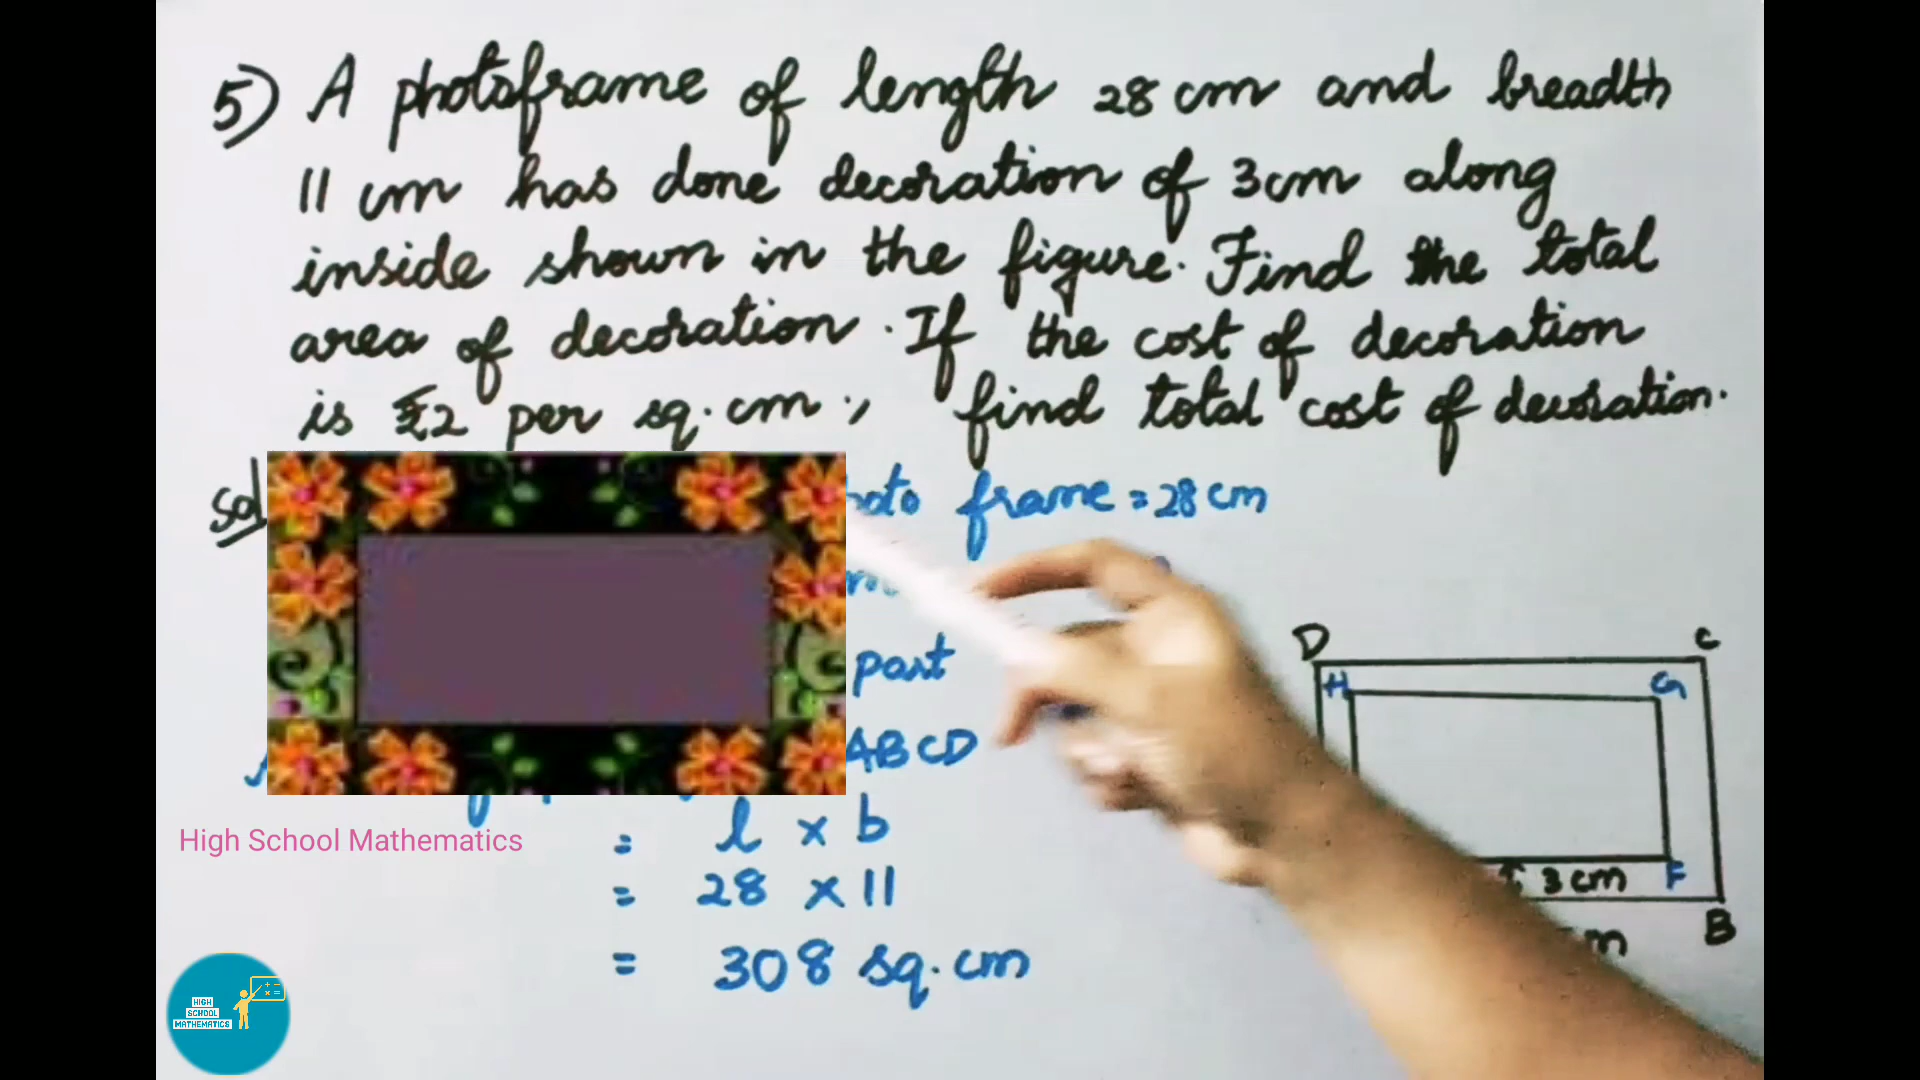 5) A photoframe of length 28 cm and breadth
11 cm has done decoration of 3cm along
inside shown in the figure. Find the total
area of decoration. If the cost of decoration
is ₹2 per sq. cm., find total cost of decoration.
Sol
frame = 28 cm
part
ABCD
= l x b
= 28 x 11
= 308 sq. cm
D C
H G
3 cm F
B
High School Mathematics
HIGH
SCHOOL
MATHEMATICS